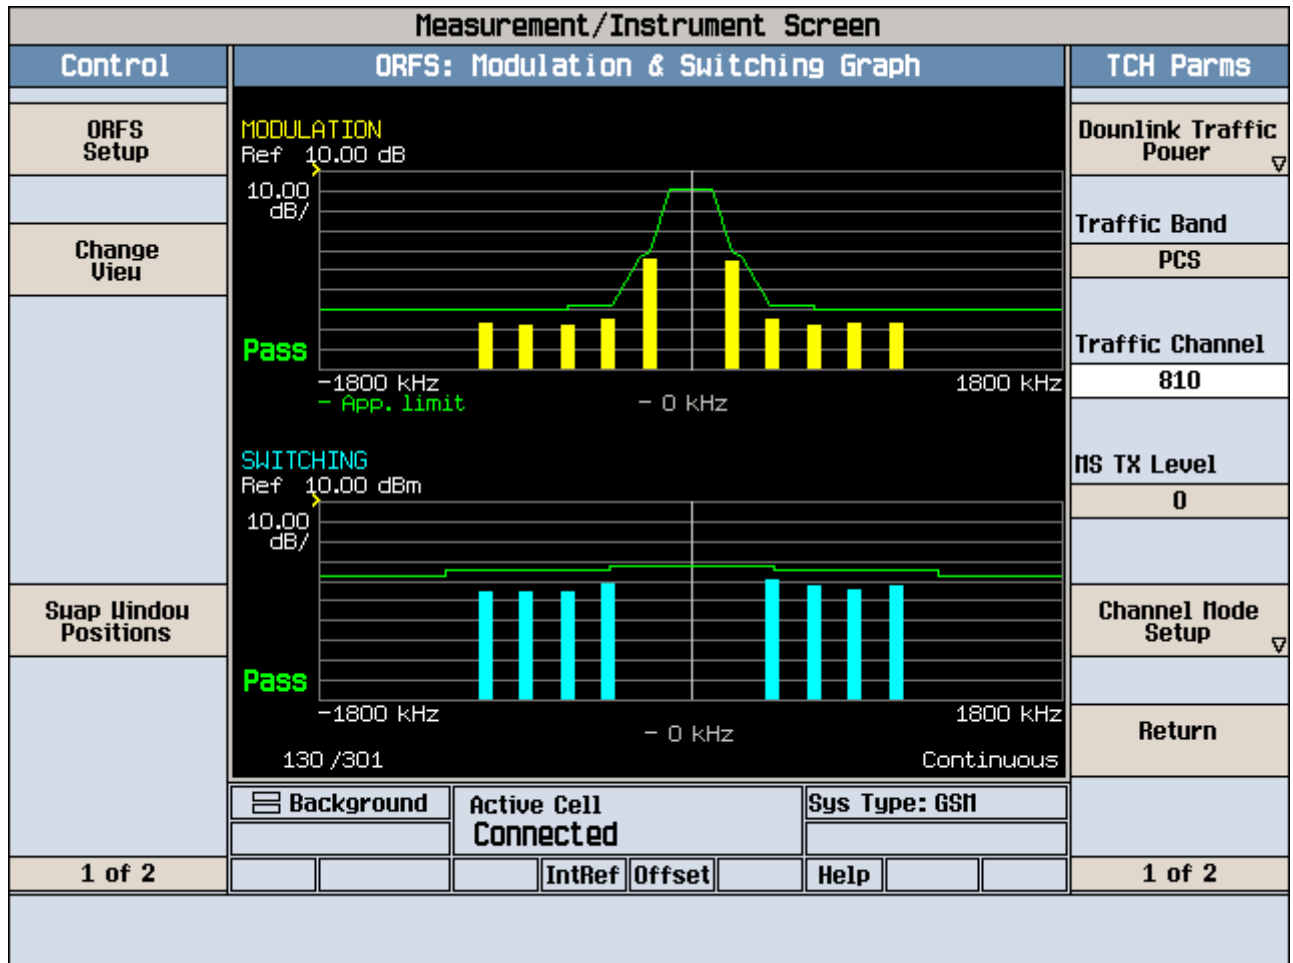 Measurement/Instrument Screen
Control
ORFS: Modulation & Switching Graph
TCH Parms
ORFS
Setup
Change
View
Swap Window
Positions
1 of 2
MODULATION
Ref 10.00 dB
10.00
dB/
Pass
-1800 kHz
1800 kHz
- App. limit
- 0 kHz
SWITCHING
Ref 10.00 dBm
10.00
dB/
Pass
-1800 kHz
1800 kHz
- 0 kHz
130 /301
Continuous
Background
Active Cell
Connected
Sys Type: GSM
IntRef
Offset
Help
Downlink Traffic
Power
Traffic Band
PCS
Traffic Channel
810
MS TX Level
0
Channel Mode
Setup
Return
1 of 2